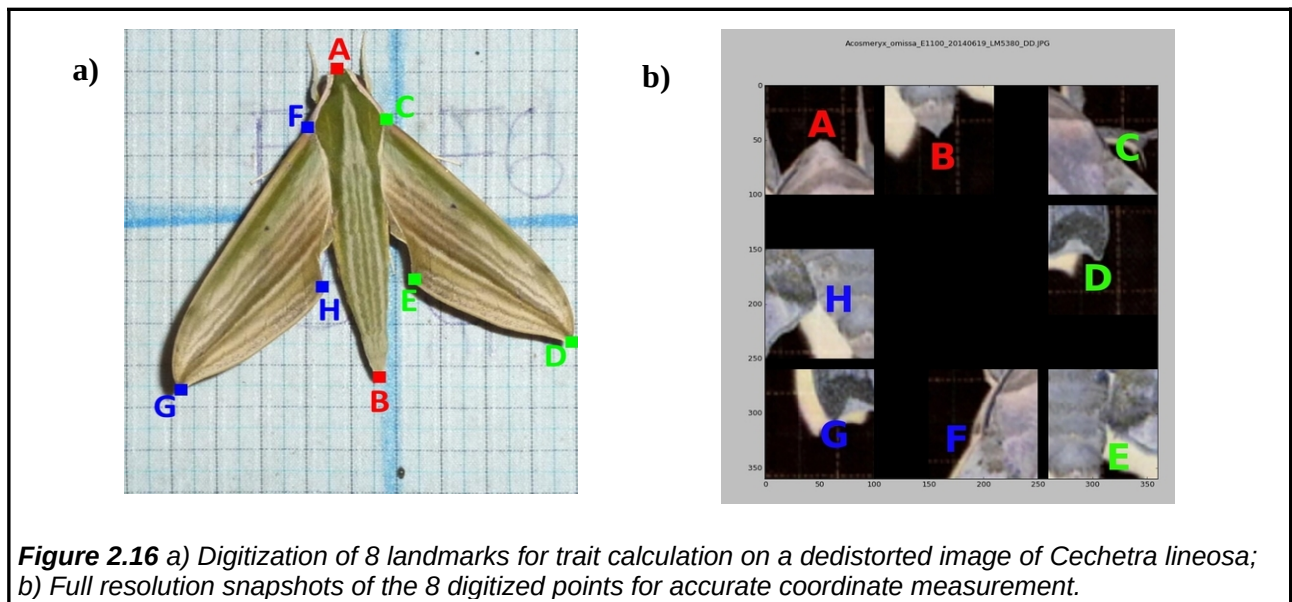 a)
A
F
C
H
E
D
G
B
b)
Acosmeryx_omissa_E1100_20140619_LM5380_DD.JPG
0
50
100
150
200
250
300
350
A
B
C
D
H
G
F
E
0 50 100 150 200 250 300 350
Figure 2.16 a) Digitization of 8 landmarks for trait calculation on a dedistorted image of Cechetra lineosa;
b) Full resolution snapshots of the 8 digitized points for accurate coordinate measurement.